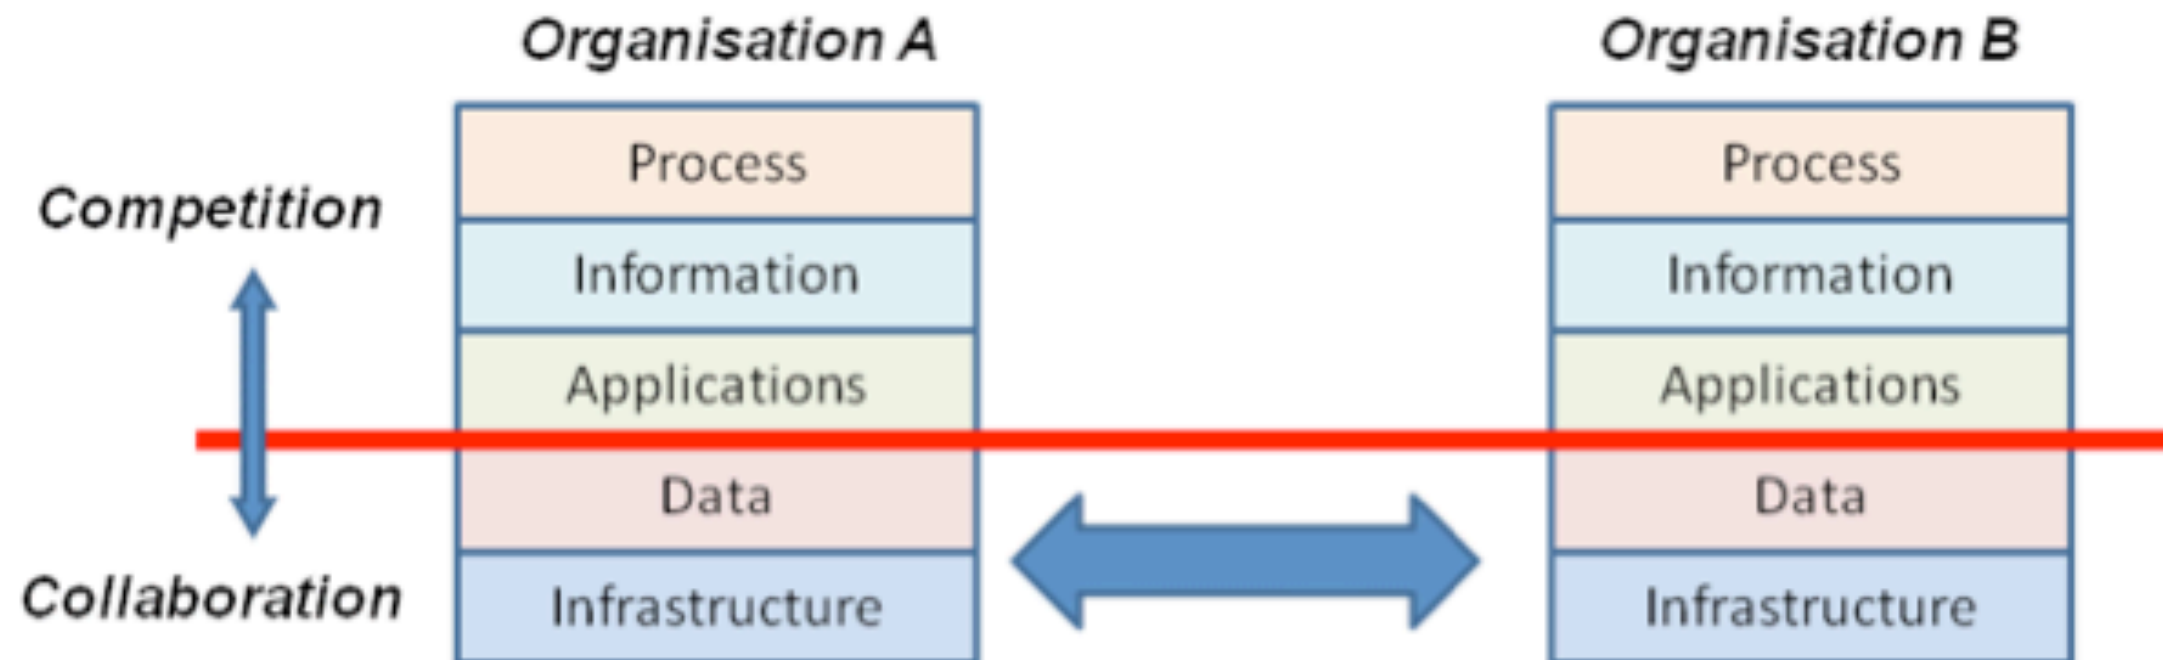 Organisation A
Organisation B
Competition
Collaboration
Process
Information
Applications
Data
Infrastructure
Process
Information
Applications
Data
Infrastructure